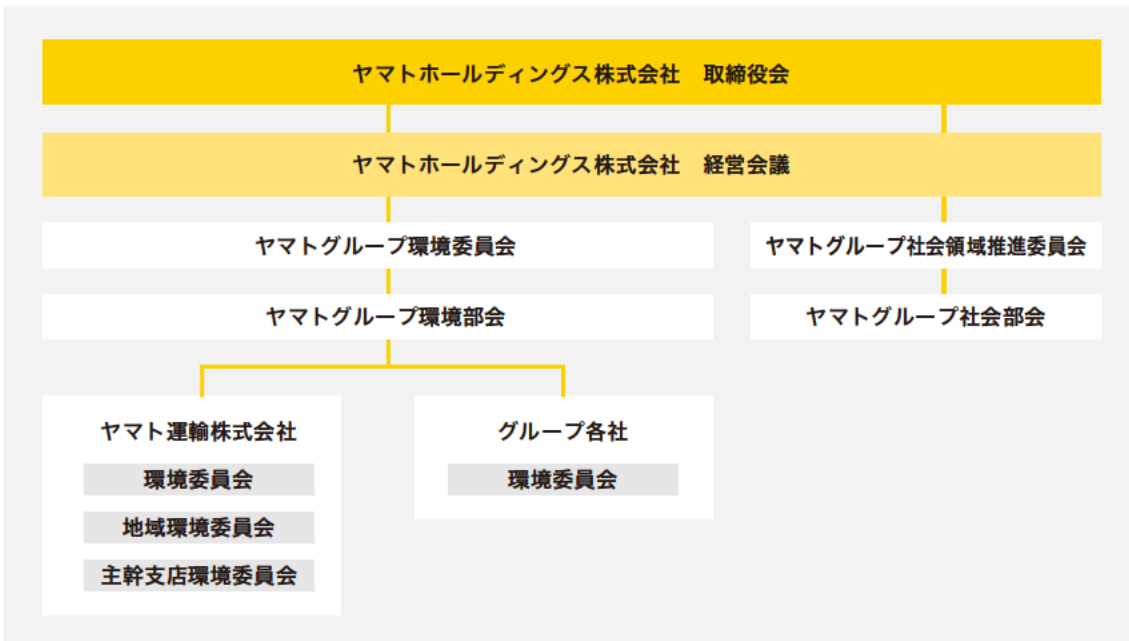 ヤマトホールディングス株式会社　取締役会
ヤマトホールディングス株式会社　経営会議
ヤマトグループ環境委員会
ヤマトグループ社会領域推進委員会
ヤマトグループ環境部会
ヤマトグループ社会部会
ヤマト運輸株式会社
環境委員会
地域環境委員会
主幹支店環境委員会
グループ各社
環境委員会